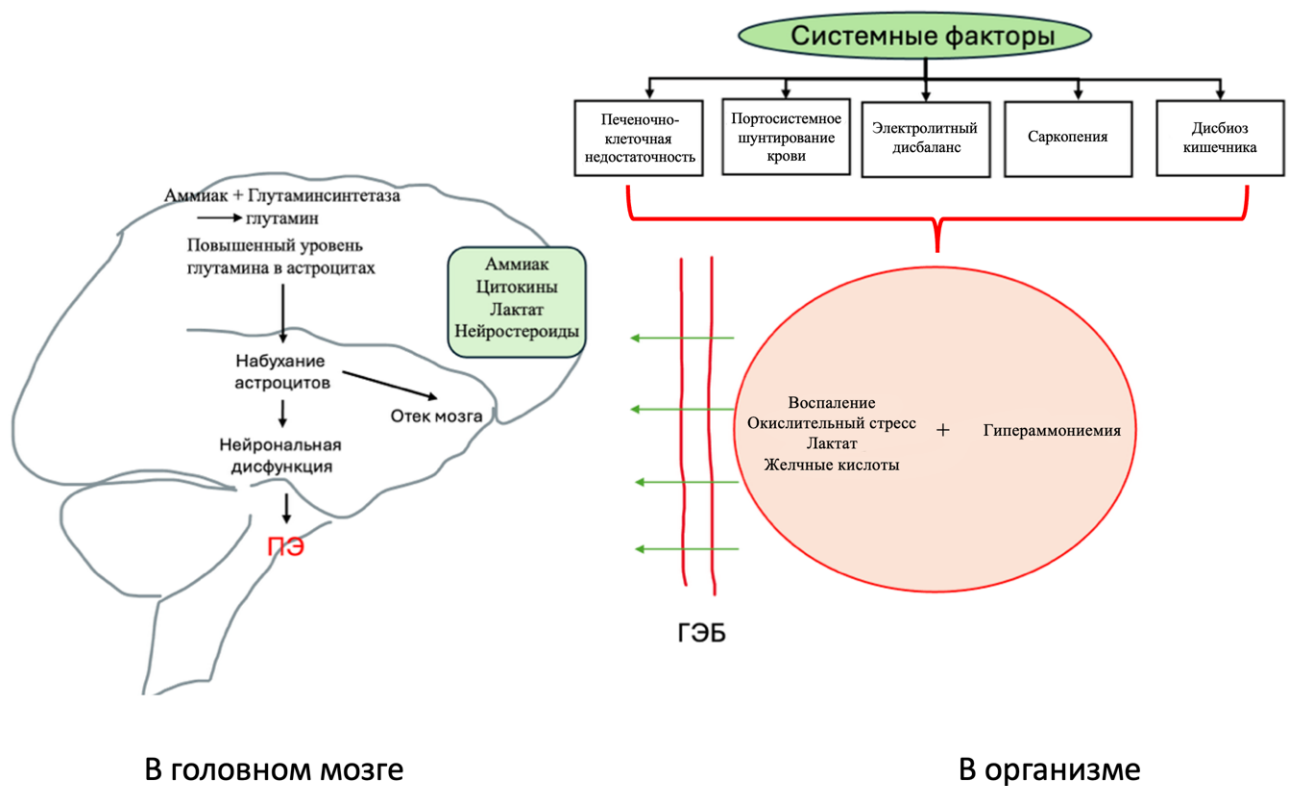 Системные факторы
Печеночно-
клеточная
недостаточность
Портосистемное
шунтирование
крови
Электролитный
дисбаланс
Саркопения
Дисбиоз
кишечника
Аммиак + Глутаминсинтетаза
глутамин
Повышенный уровень
глутамина в астроцитах
Аммиак
Цитокины
Лактат
Нейростероиды
Набухание
астроцитов
Отек мозга
Нейрональная
дисфункция
ПЭ
Воспаление
Окислительный стресс
Лактат
Желчные кислоты
+
Гипераммониемия
ГЭБ
В головном мозге
В организме